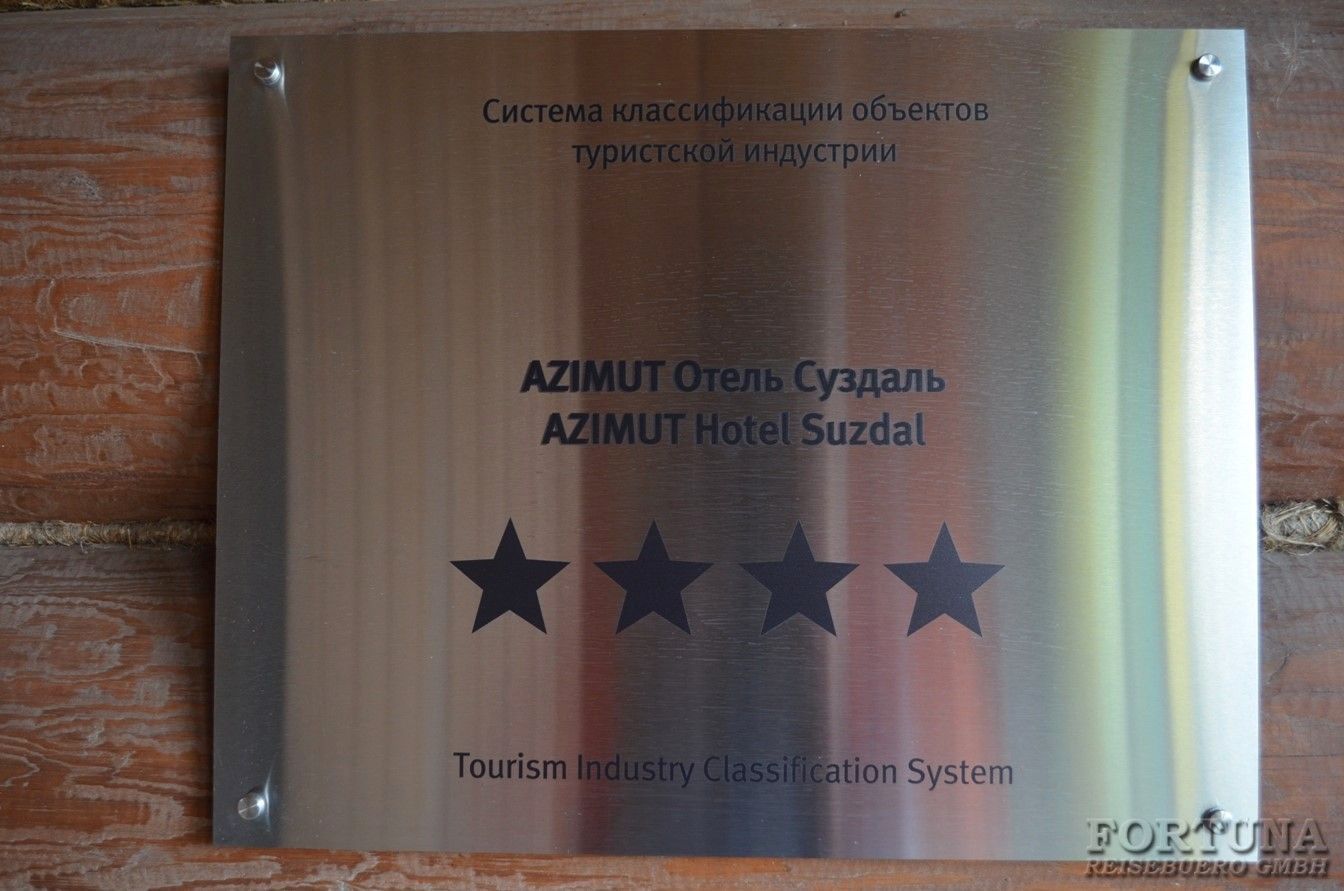 Система классификации объектов
туристской индустрии
AZIMUT Отель Суздаль
AZIMUT Hotel Suzdal
Tourism Industry Classification System
FORTUNA
REISEBUERO GMBH